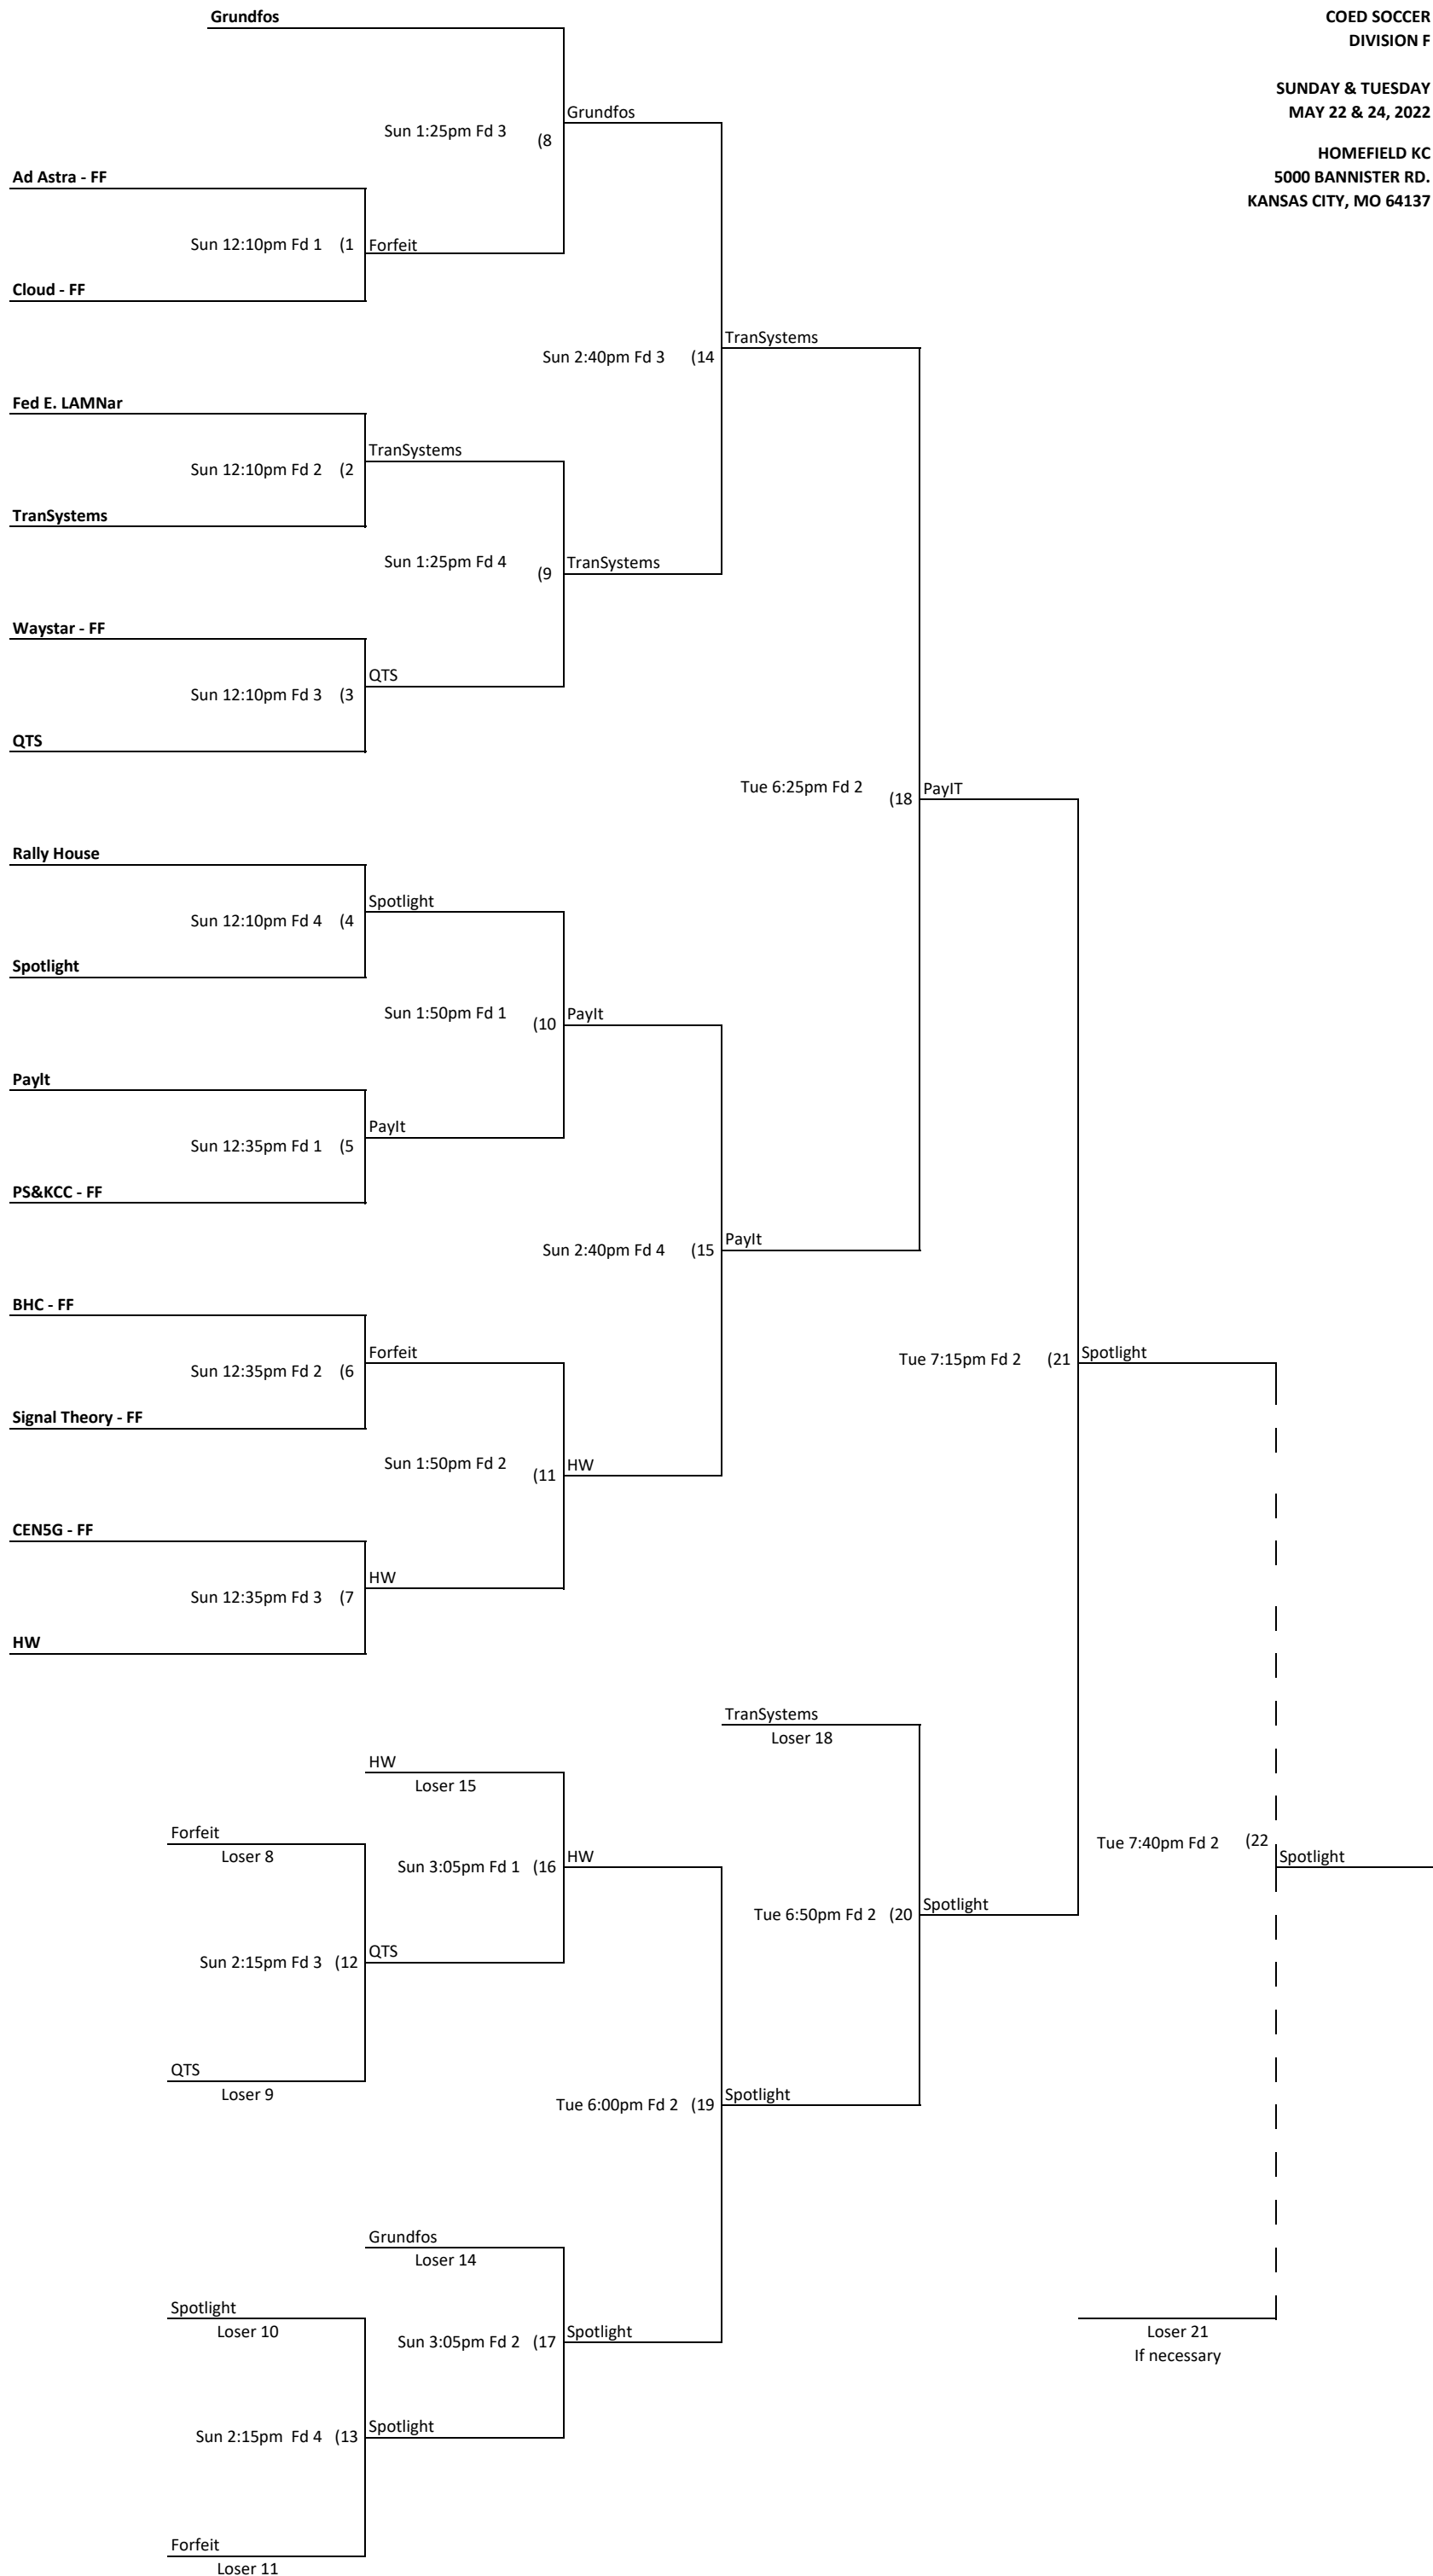 Grundfos
COED SOCCER
DIVISION F
SUNDAY & TUESDAY
MAY 22 & 24, 2022
HOMEFIELD KC
5000 BANNISTER RD.
KANSAS CITY, MO 64137
Grundfos
Sun 1:25pm Fd 3 (8
Ad Astra - FF
Sun 12:10pm Fd 1 (1
Forfeit
Cloud - FF
TranSystems
Sun 2:40pm Fd 3 (14
Fed E. LAMNar
TranSystems
Sun 12:10pm Fd 2 (2
TranSystems
Sun 1:25pm Fd 4 (9
TranSystems
Waystar - FF
QTS
Sun 12:10pm Fd 3 (3
QTS
Tue 6:25pm Fd 2 (18
PayIT
Rally House
Spotlight
Sun 12:10pm Fd 4 (4
Spotlight
Sun 1:50pm Fd 1 (10
PayIt
PayIt
PayIt
Sun 12:35pm Fd 1 (5
PS&KCC - FF
PayIt
Sun 2:40pm Fd 4 (15
BHC - FF
Forfeit
Sun 12:35pm Fd 2 (6
Tue 7:15pm Fd 2 (21
Spotlight
Signal Theory - FF
Sun 1:50pm Fd 2 (11
HW
CEN5G - FF
HW
Sun 12:35pm Fd 3 (7
HW
TranSystems
Loser 18
HW
Loser 15
Forfeit
Loser 8
Sun 3:05pm Fd 1 (16
HW
Tue 7:40pm Fd 2 (22
Spotlight
Tue 6:50pm Fd 2 (20
Spotlight
Sun 2:15pm Fd 3 (12
QTS
QTS
Loser 9
Tue 6:00pm Fd 2 (19
Spotlight
Grundfos
Loser 14
Spotlight
Loser 10
Sun 3:05pm Fd 2 (17
Spotlight
Loser 21
If necessary
Sun 2:15pm Fd 4 (13
Spotlight
Forfeit
Loser 11